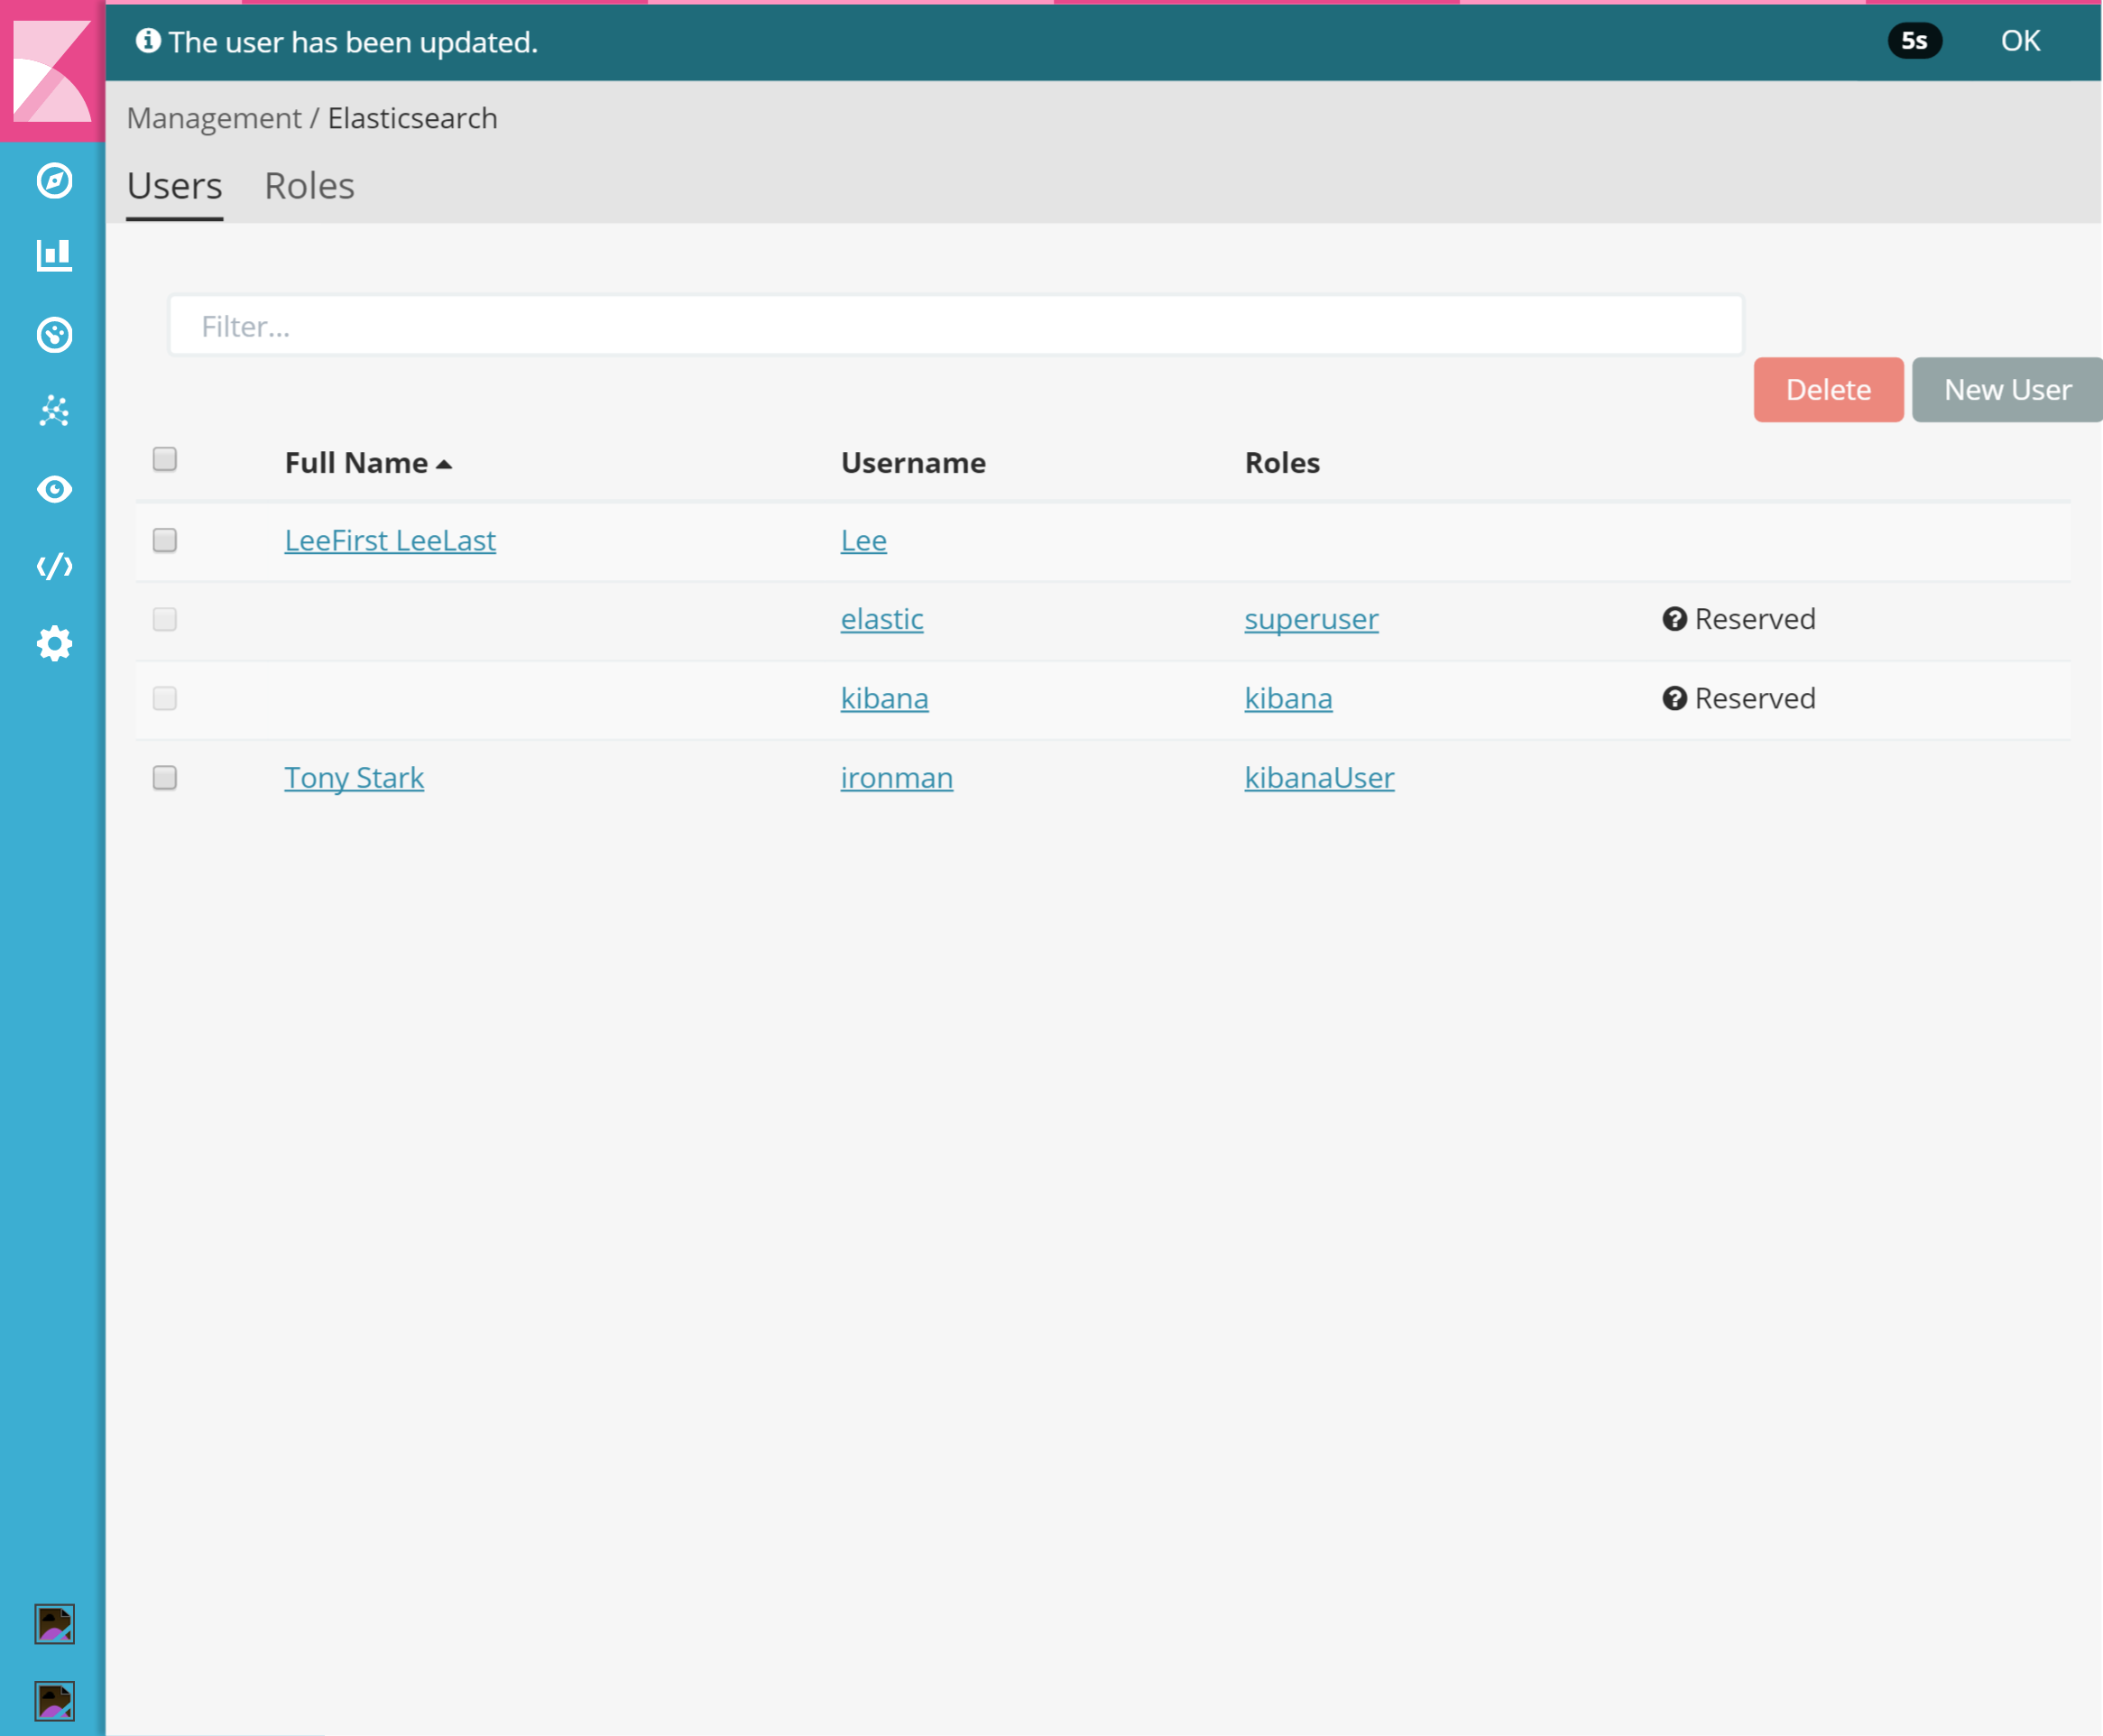 The user has been updated. 5s OK
Management / Elasticsearch
Users Roles
Filter...
Delete New User
Full Name Username Roles
LeeFirst LeeLast Lee
elastic superuser Reserved
kibana kibana Reserved
Tony Stark ironman kibanaUser